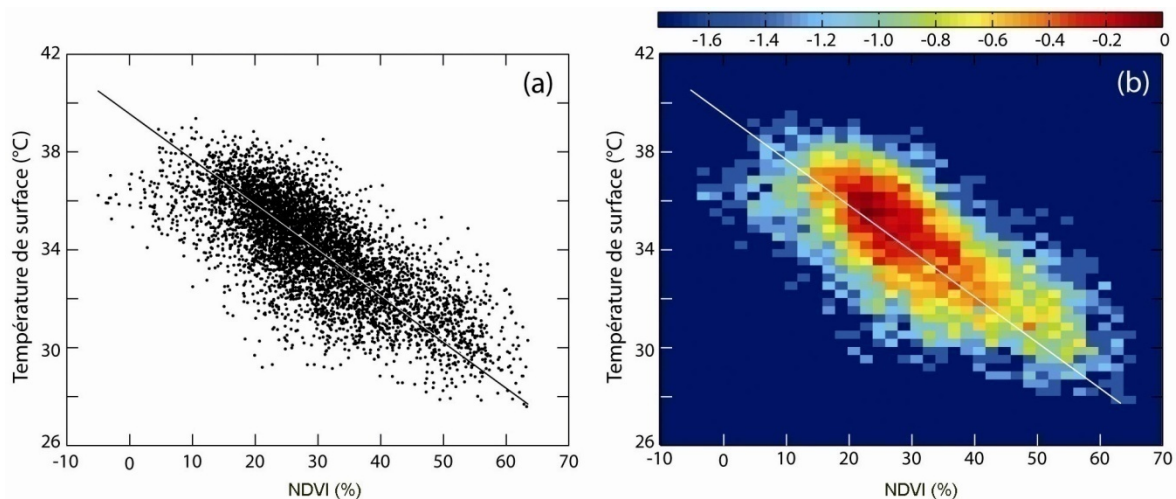 -1.6 -1.4 -1.2 -1.0 -0.8 -0.6 -0.4 -0.2 0
(a)
42
38
34
30
26
-10 0 10 20 30 40 50 60 70
Température de surface (°C)
NDVI (%)
(b)
42
38
34
30
26
-10 0 10 20 30 40 50 60 70
Température de surface (°C)
NDVI (%)